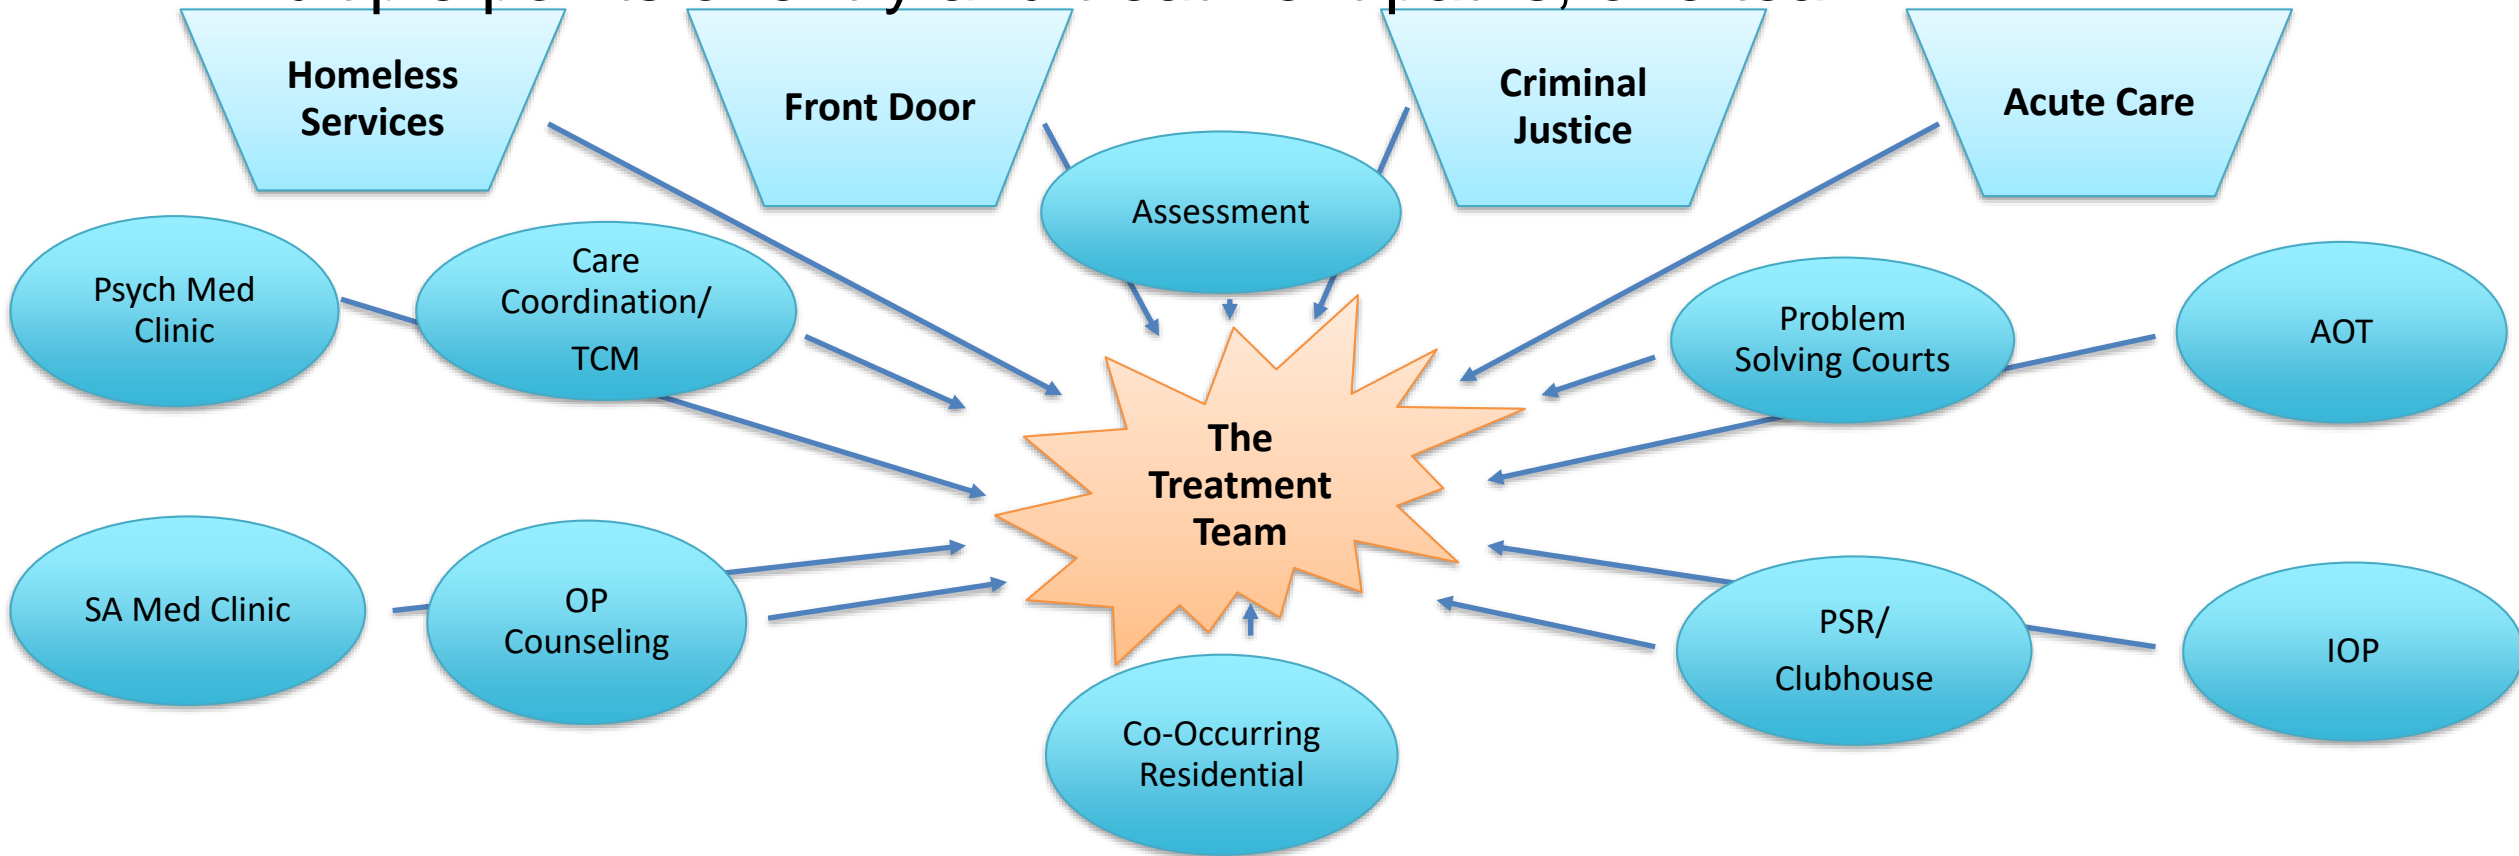 Homeless
Services
Front Door
Criminal
Justice
Acute Care
Assessment
Psych Med
Clinic
Care
Coordination/
TCM
Problem
Solving Courts
AOT
The
Treatment
Team
SA Med Clinic
OP
Counseling
PSR/
Clubhouse
IOP
Co-Occurring
Residential